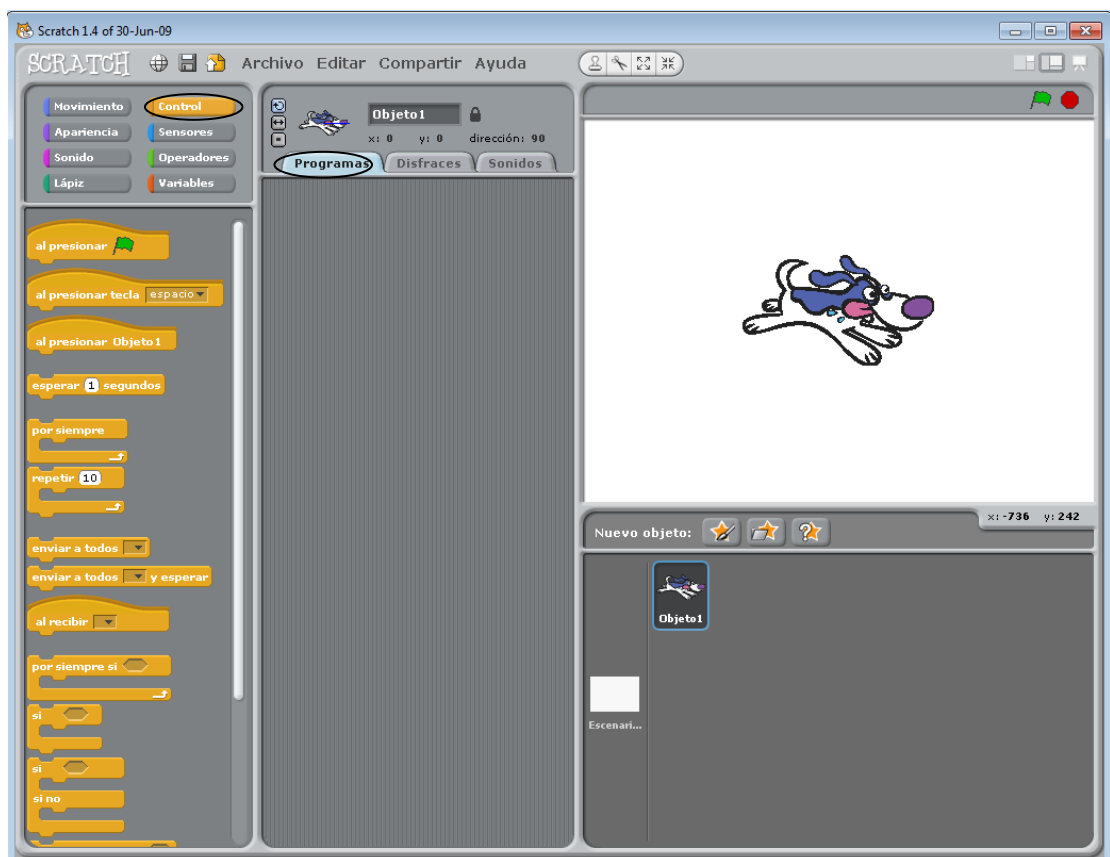 Scratch 1.4 of 30-Jun-09
SCRATCH Archivo Editar Compartir Ayuda
Movimiento Control
Apariencia Sensores
Sonido Operadores
Lápiz Variables
Objeto1
x: 0 y: 0 dirección: 90
Programas Disfraces Sonidos
al presionar
al presionar tecla espacio
al presionar Objeto1
esperar 1 segundos
por siempre
repetir 10
enviar a todos
enviar a todos y esperar
al recibir
por siempre si
si
si
si no
x: -736 y: 242
Nuevo objeto:
Objeto1
Escenari...